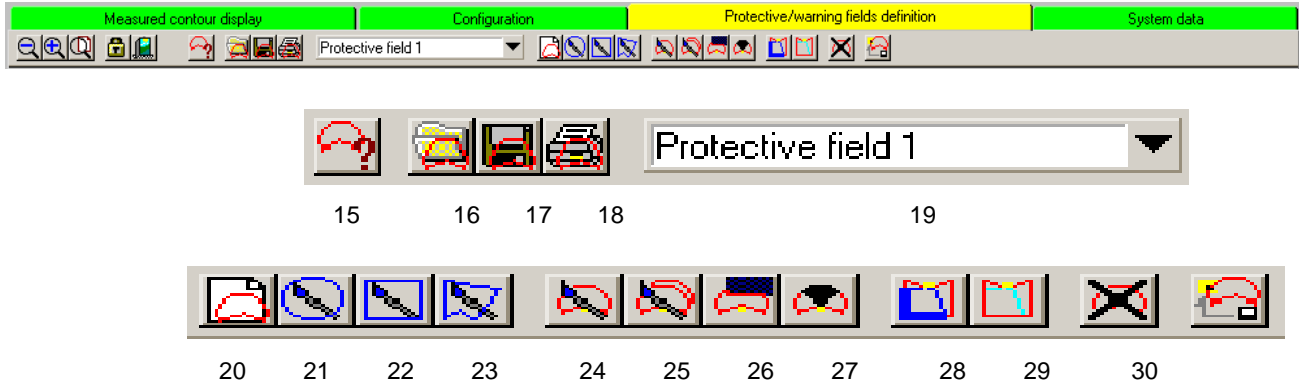 Measured contour display Configuration Protective/warning fields definition System data
Protective field 1
Protective field 1
15 16 17 18 19
20 21 22 23 24 25 26 27 28 29 30